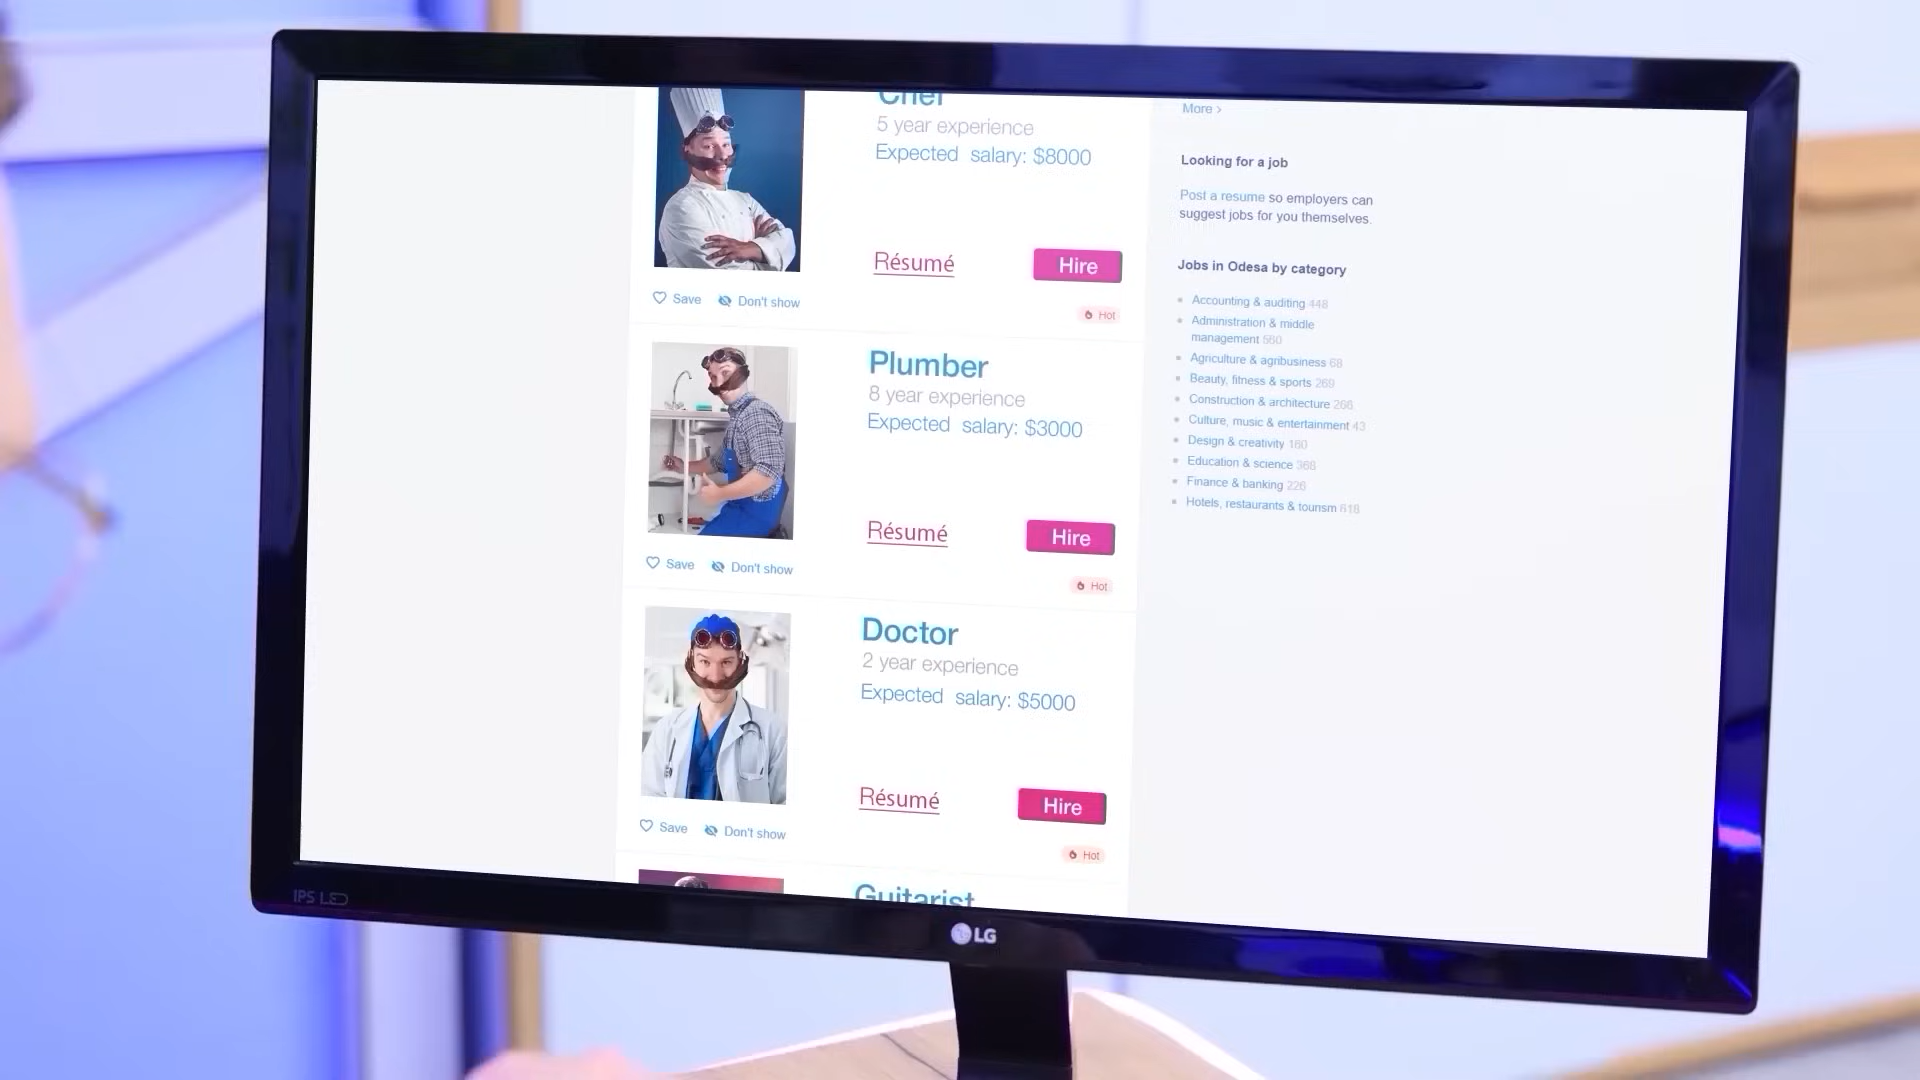 Chef
5 year experience
Expected salary: $8000
Résumé
Hire
Save
Don't show
Hot
Plumber
8 year experience
Expected salary: $3000
Résumé
Hire
Save
Don't show
Hot
Doctor
2 year experience
Expected salary: $5000
Résumé
Hire
Save
Don't show
Hot
Guitarist
More ›
Looking for a job
Post a resume so employers can
suggest jobs for you themselves.
Jobs in Odesa by category
Accounting & auditing 448
Administration & middle
management 560
Agriculture & agribusiness 68
Beauty, fitness & sports 269
Construction & architecture 266
Culture, music & entertainment 43
Design & creativity 160
Education & science 368
Finance & banking 226
Hotels, restaurants & tourism 618
IPS LED
LG